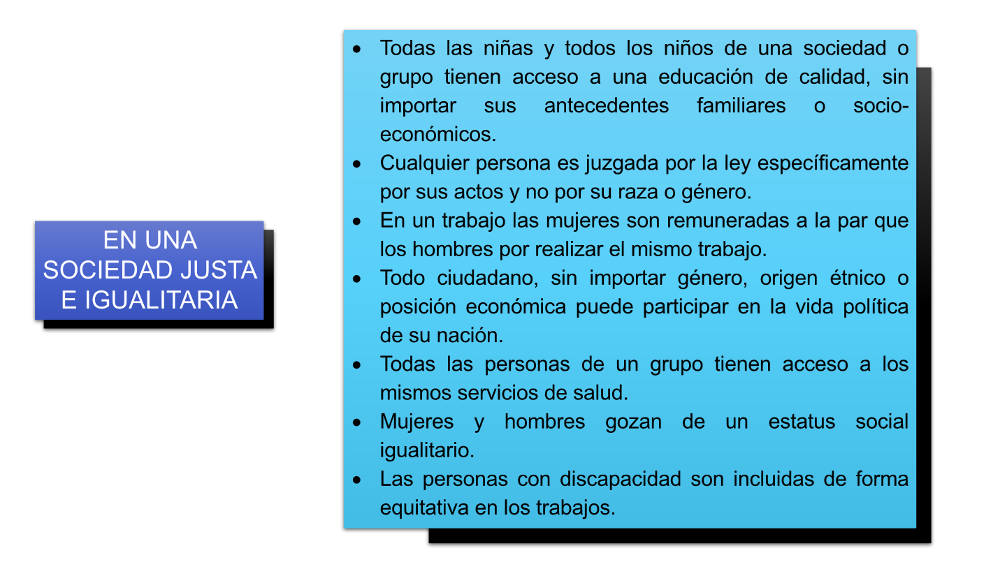 EN UNA
SOCIEDAD JUSTA
E IGUALITARIA
• Todas las niñas y todos los niños de una sociedad o
grupo tienen acceso a una educación de calidad, sin
importar sus antecedentes familiares o socio-
económicos.
• Cualquier persona es juzgada por la ley específicamente
por sus actos y no por su raza o género.
• En un trabajo las mujeres son remuneradas a la par que
los hombres por realizar el mismo trabajo.
• Todo ciudadano, sin importar género, origen étnico o
posición económica puede participar en la vida política
de su nación.
• Todas las personas de un grupo tienen acceso a los
mismos servicios de salud.
• Mujeres y hombres gozan de un estatus social
igualitario.
• Las personas con discapacidad son incluidas de forma
equitativa en los trabajos.